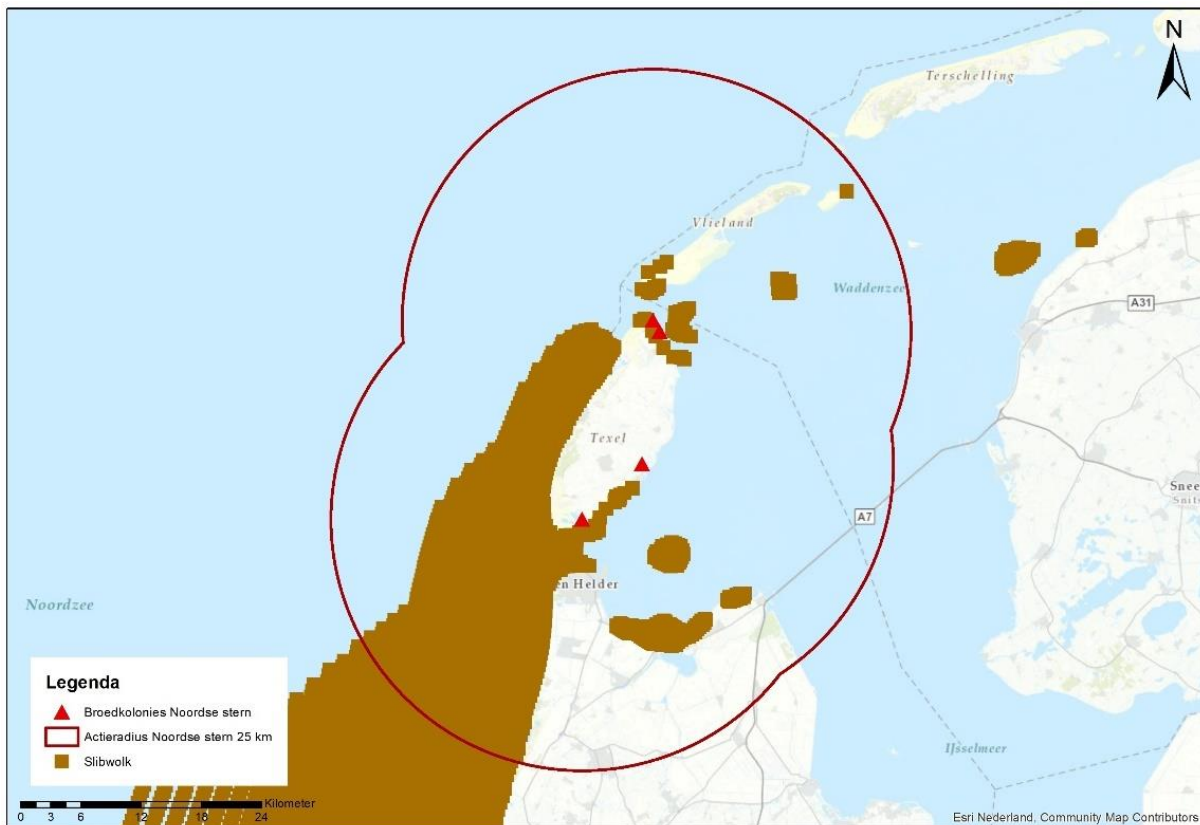 N
Terschelling
Vlieland
Waddenzee
A31
Texel
Snee
Snits
A7
n Helder
Noordzee
IJsselmeer
Legenda
Broedkolonies Noordse stern
Actieradius Noordse stern 25 km
Slibwolk
Kilometer
0 3 6 12 18 24
Esri Nederland, Community Map Contributors